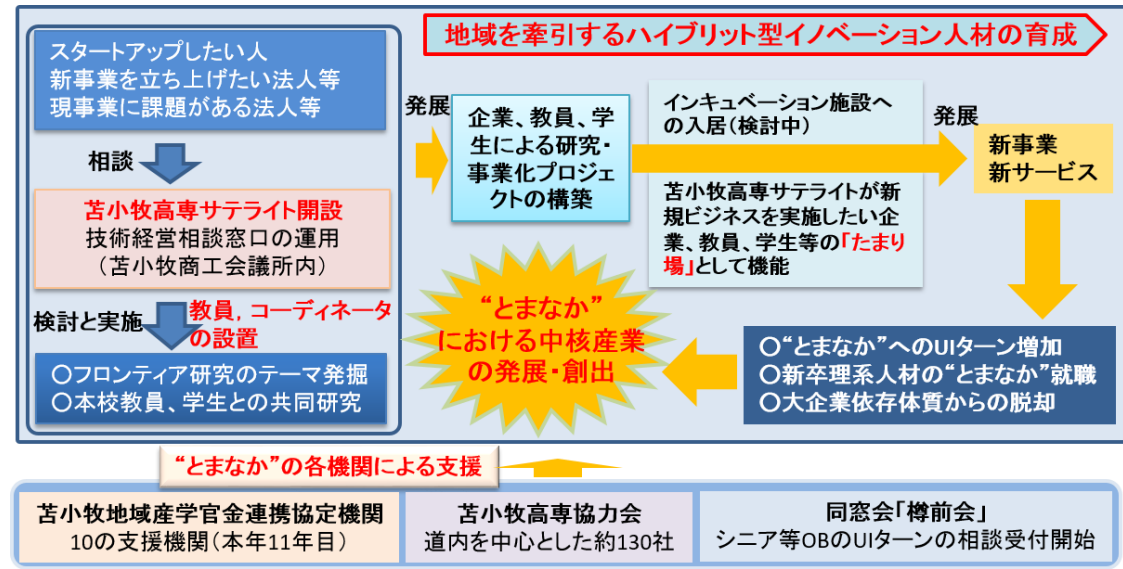 地域を牽引するハイブリット型イノベーション人材の育成
スタートアップしたい人
新事業を立ち上げたい法人等
現事業に課題がある法人等
相談
苫小牧高専サテライト開設
技術経営相談窓口の運用
（苫小牧商工会議所内）
検討と実施
教員，コーディネータ
の設置
〇フロンティア研究のテーマ発掘
〇本校教員、学生との共同研究
発展
企業、教員、学
生による研究・
事業化プロジェ
クトの構築
インキュベーション施設へ
の入居（検討中）
苫小牧高専サテライトが新
規ビジネスを実施したい企
業、教員、学生等の「たまり
場」として機能
発展
新事業
新サービス
〇“とまなか”へのUIターン増加
〇新卒理系人材の“とまなか”就職
〇大企業依存体質からの脱却
“とまなか”
における中核産業
の発展・創出
“とまなか”の各機関による支援
苫小牧地域産学官金連携協定機関
10の支援機関（本年11年目）
苫小牧高専協力会
道内を中心とした約130社
同窓会「樽前会」
シニア等OBのUIターンの相談受付開始